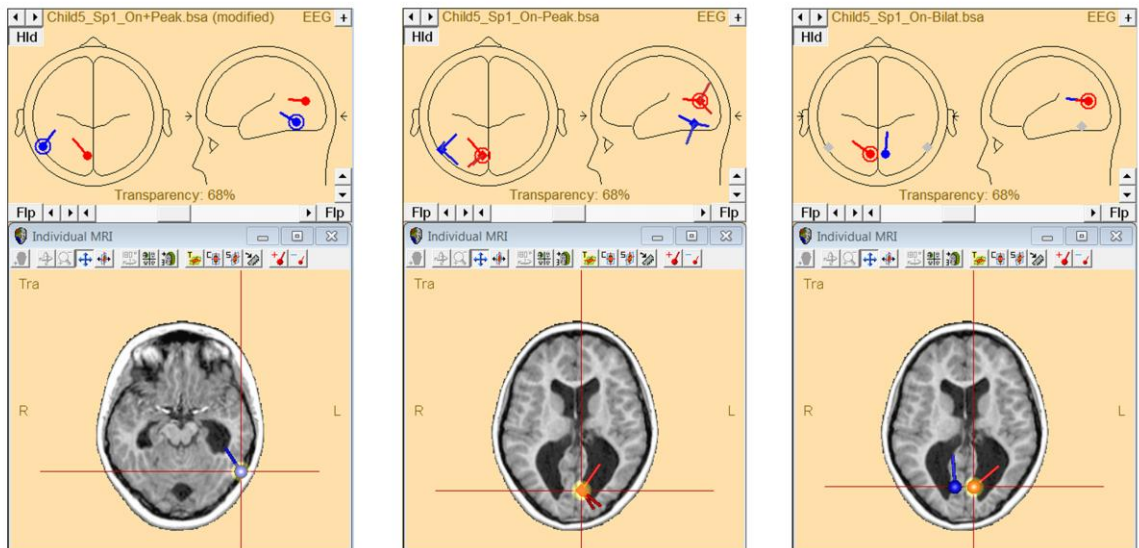 Child5_Sp1_On+Peak.bsa (modified) EEG +
Hld
Transparency: 68%
Flp Flp
Individual MRI
Tra
R L
Child5_Sp1_On-Peak.bsa EEG +
Hld
Transparency: 68%
Flp Flp
Individual MRI
Tra
R L
Child5_Sp1_On-Bilat.bsa EEG +
Hld
Transparency: 68%
Flp Flp
Individual MRI
Tra
R L